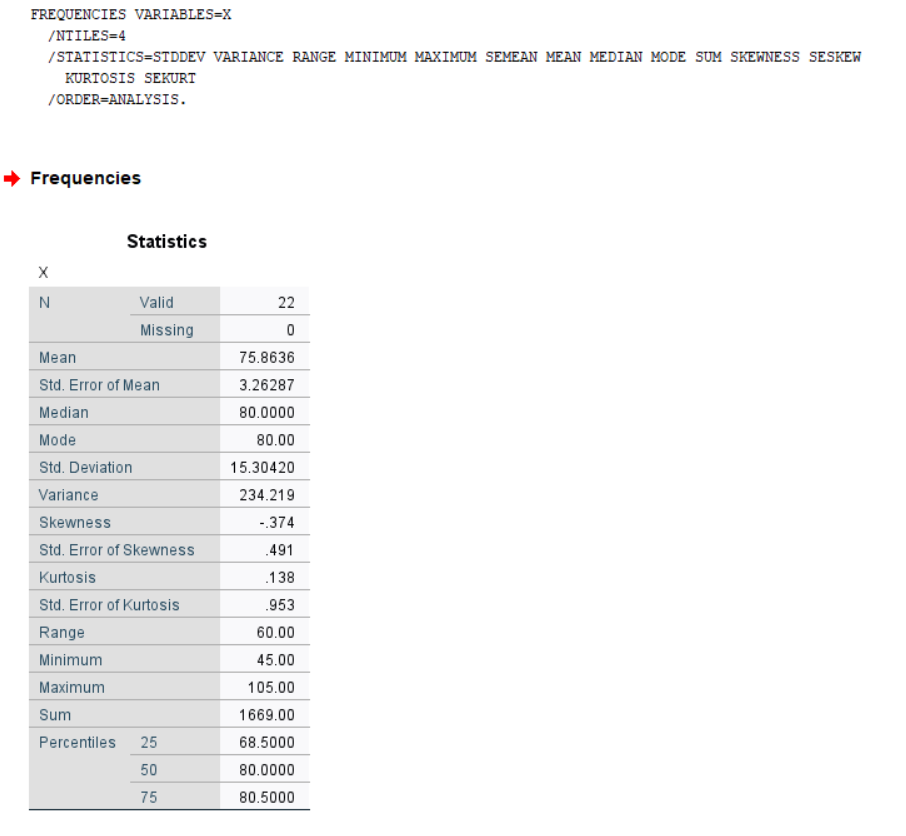 FREQUENCIES VARIABLES=X
/NTILES=4
/STATISTICS=STDDEV VARIANCE RANGE MINIMUM MAXIMUM SEMEAN MEAN MEDIAN MODE SUM SKEWNESS SESKEW
KURTOSIS SEKURT
/ORDER=ANALYSIS.
Frequencies
Statistics
X
N Valid 22
Missing 0
Mean 75.8636
Std. Error of Mean 3.26287
Median 80.0000
Mode 80.00
Std. Deviation 15.30420
Variance 234.219
Skewness -.374
Std. Error of Skewness .491
Kurtosis .138
Std. Error of Kurtosis .953
Range 60.00
Minimum 45.00
Maximum 105.00
Sum 1669.00
Percentiles 25 68.5000
50 80.0000
75 80.5000